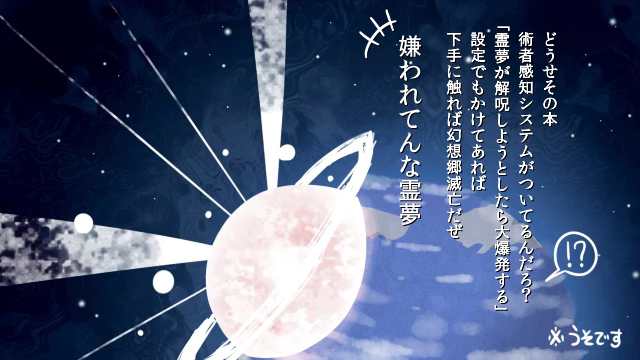 どうせその本
術者感知システムがついてるんだろ？
「霊夢が解呪しようとしたら大爆発する」
設定でもかけてあれば
下手に触れば幻想郷滅亡だぜ
嫌われてんな霊夢
!?
※うそです